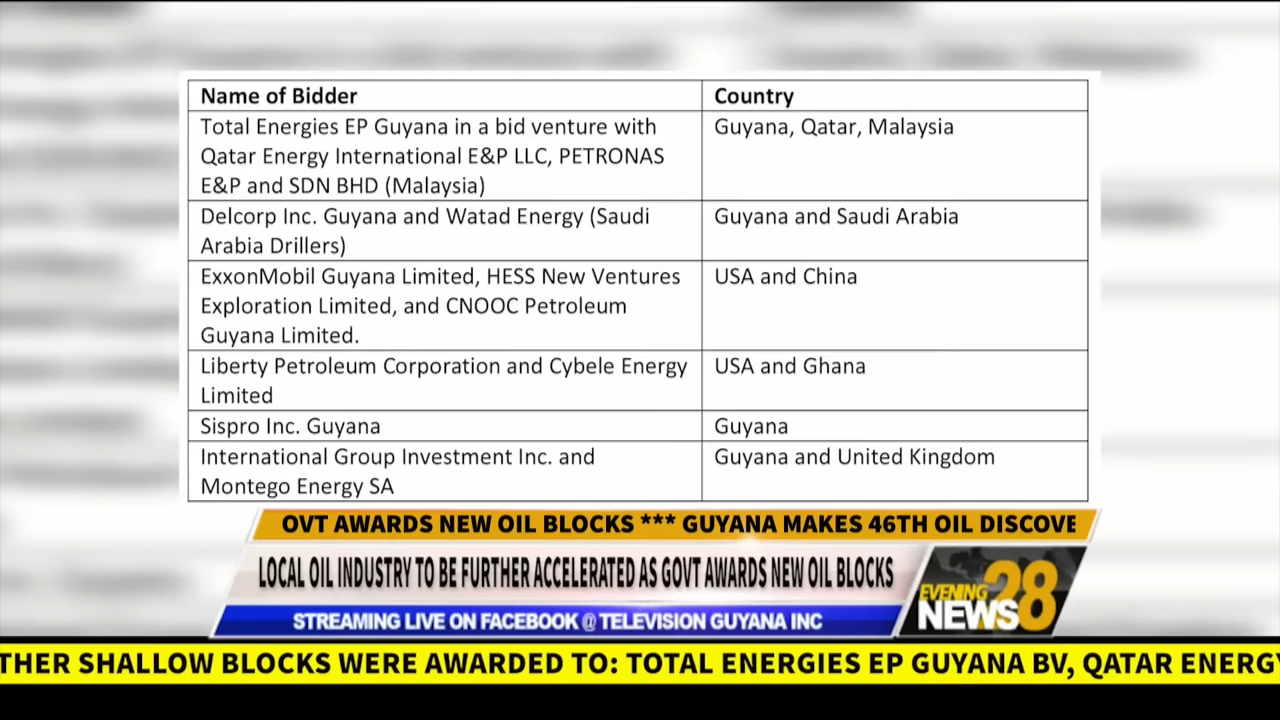 Name of Bidder
Country
Total Energies EP Guyana in a bid venture with
Qatar Energy International E&P LLC, PETRONAS
E&P and SDN BHD (Malaysia)
Guyana, Qatar, Malaysia
Delcorp Inc. Guyana and Watad Energy (Saudi
Arabia Drillers)
Guyana and Saudi Arabia
ExxonMobil Guyana Limited, HESS New Ventures
Exploration Limited, and CNOOC Petroleum
Guyana Limited.
USA and China
Liberty Petroleum Corporation and Cybele Energy
Limited
USA and Ghana
Sispro Inc. Guyana
Guyana
International Group Investment Inc. and
Montego Energy SA
Guyana and United Kingdom
OVT AWARDS NEW OIL BLOCKS *** GUYANA MAKES 46TH OIL DISCOVE
LOCAL OIL INDUSTRY TO BE FURTHER ACCELERATED AS GOVT AWARDS NEW OIL BLOCKS
STREAMING LIVE ON FACEBOOK @ TELEVISION GUYANA INC
EVENING
NEWS 28
THER SHALLOW BLOCKS WERE AWARDED TO: TOTAL ENERGIES EP GUYANA BV, QATAR ENERGY